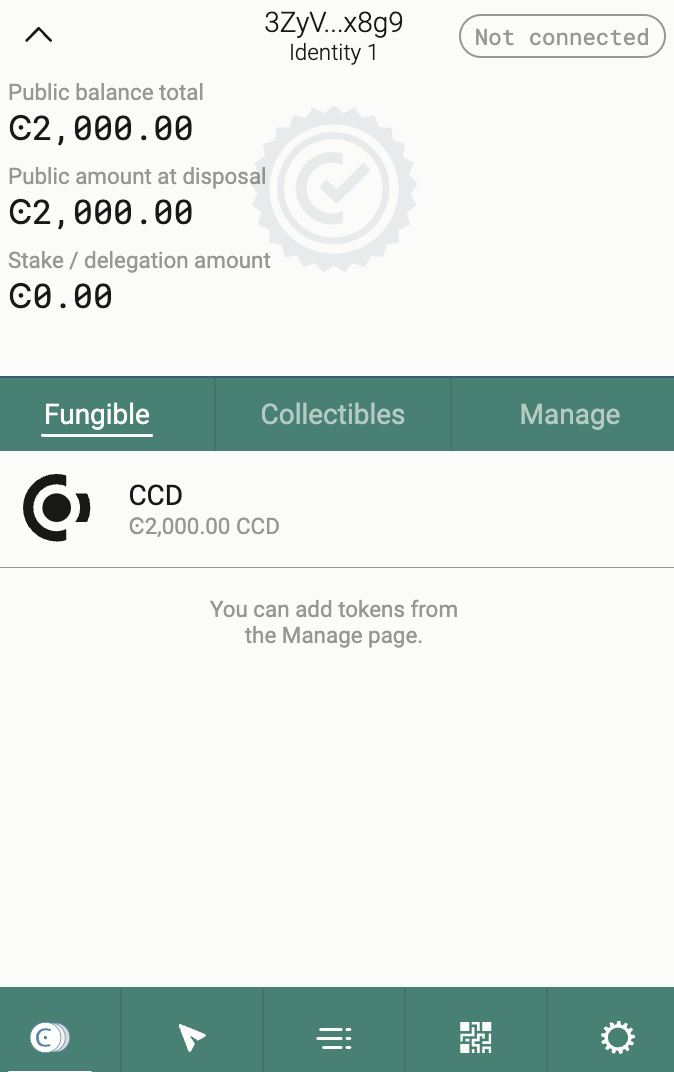 3ZyV...x8g9
Identity 1
Not connected
Public balance total
Ͼ2,000.00
Public amount at disposal
Ͼ2,000.00
Stake / delegation amount
Ͼ0.00
Fungible
Collectibles
Manage
CCD
Ͼ2,000.00 CCD
You can add tokens from
the Manage page.